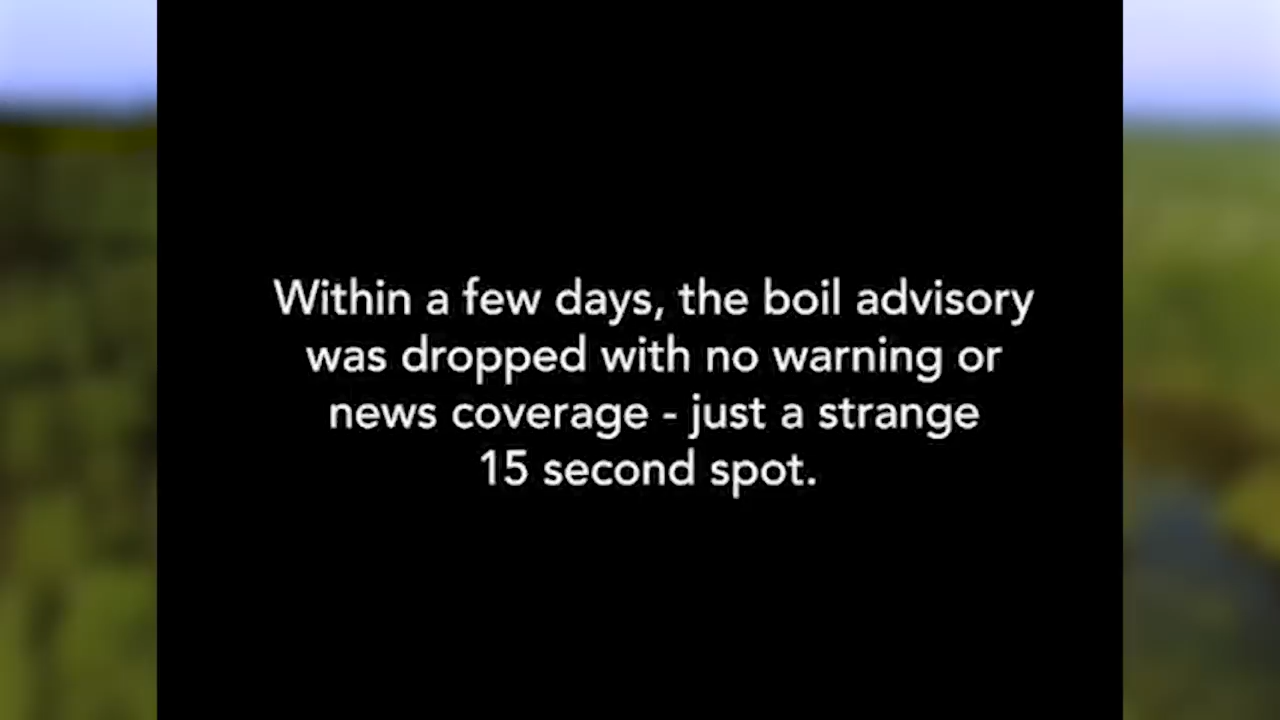 Within a few days, the boil advisory
was dropped with no warning or
news coverage - just a strange
15 second spot.